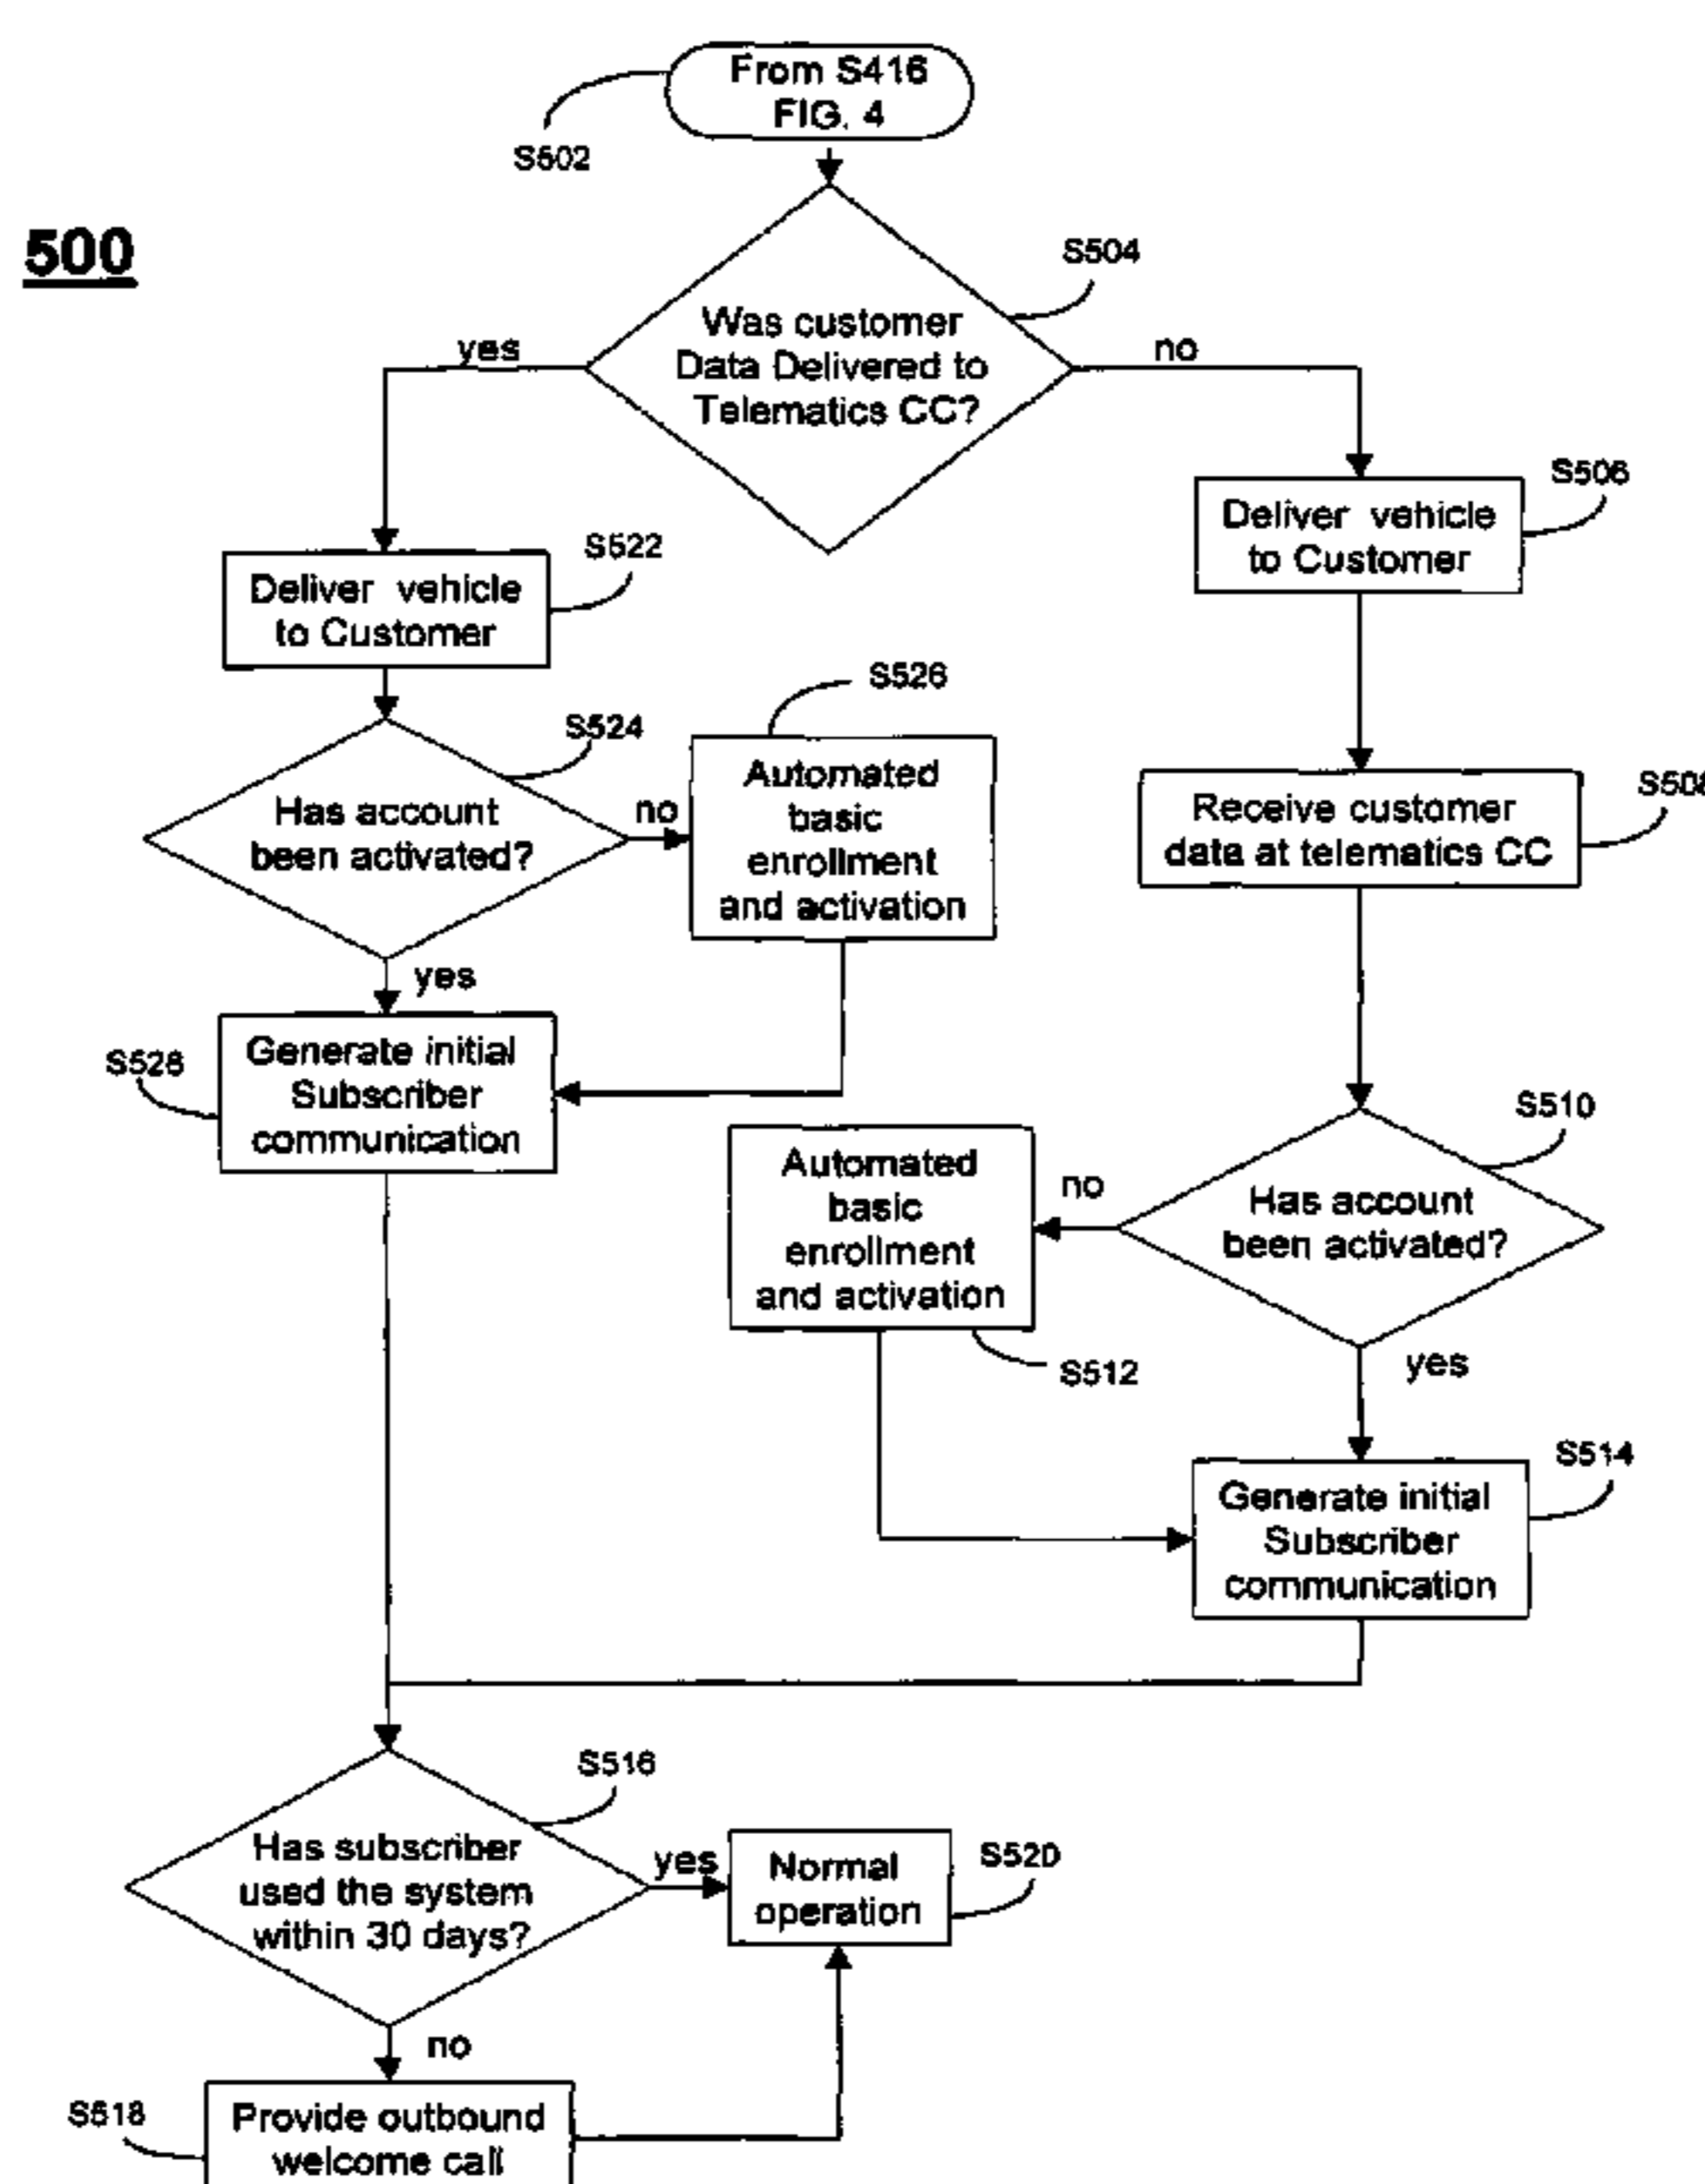 From S416
FIG. 4
S502
500
S504
Was customer
Data Delivered to
Telematics CC?
yes
no
S506
Deliver vehicle
to Customer
S522
Deliver vehicle
to Customer
S526
S524
Automated
basic
enrollment
and activation
Has account
been activated?
no
S508
Receive customer
data at telematics CC
yes
S528
Generate initial
Subscriber
communication
S510
Automated
basic
enrollment
and activation
no
Has account
been activated?
S512
yes
S514
Generate initial
Subscriber
communication
S516
Has subscriber
used the system
within 30 days?
yes
Normal
operation
S520
no
S518
Provide outbound
welcome call